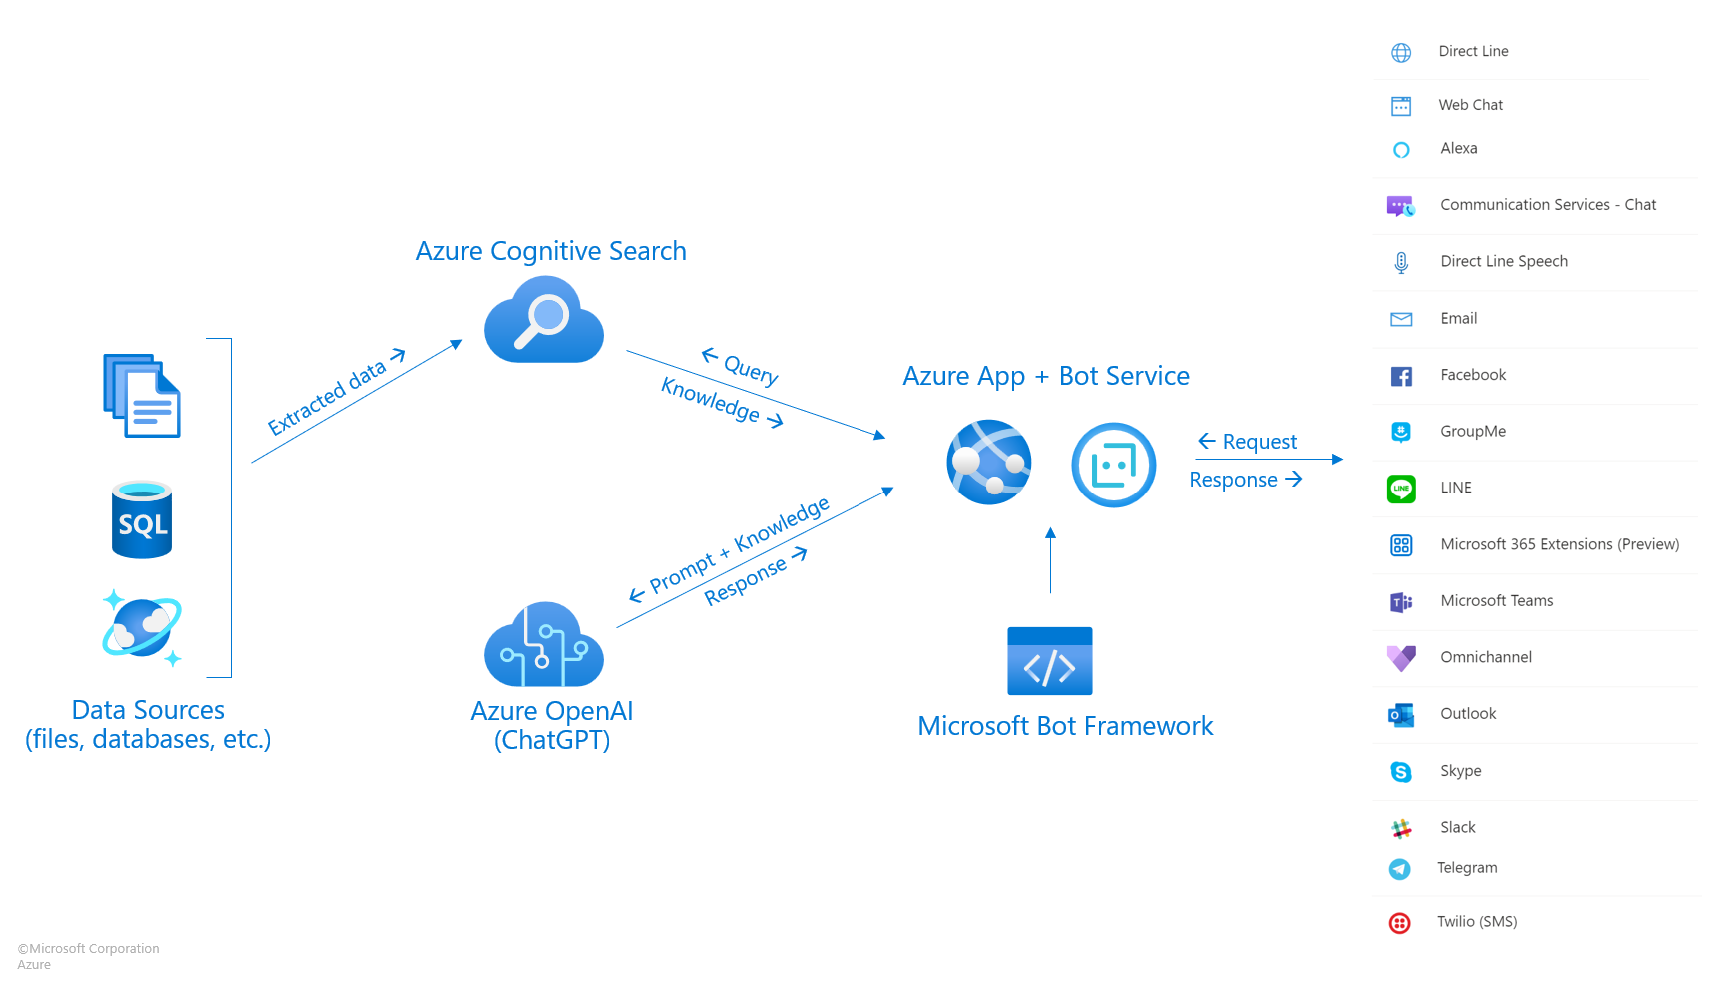 Direct Line
Web Chat
Alexa
Communication Services - Chat
Direct Line Speech
Email
Facebook
GroupMe
LINE
LINE
Microsoft 365 Extensions (Preview)
T
Microsoft Teams
Omnichannel
Outlook
Skype
Slack
Telegram
Twilio (SMS)
Azure Cognitive Search
Extracted data →
← Query
Knowledge →
Azure App + Bot Service
← Request
Response →
← Prompt + Knowledge
Response →
SQL
Data Sources
(files, databases, etc.)
Azure OpenAI
(ChatGPT)
</>
Microsoft Bot Framework
©Microsoft Corporation
Azure